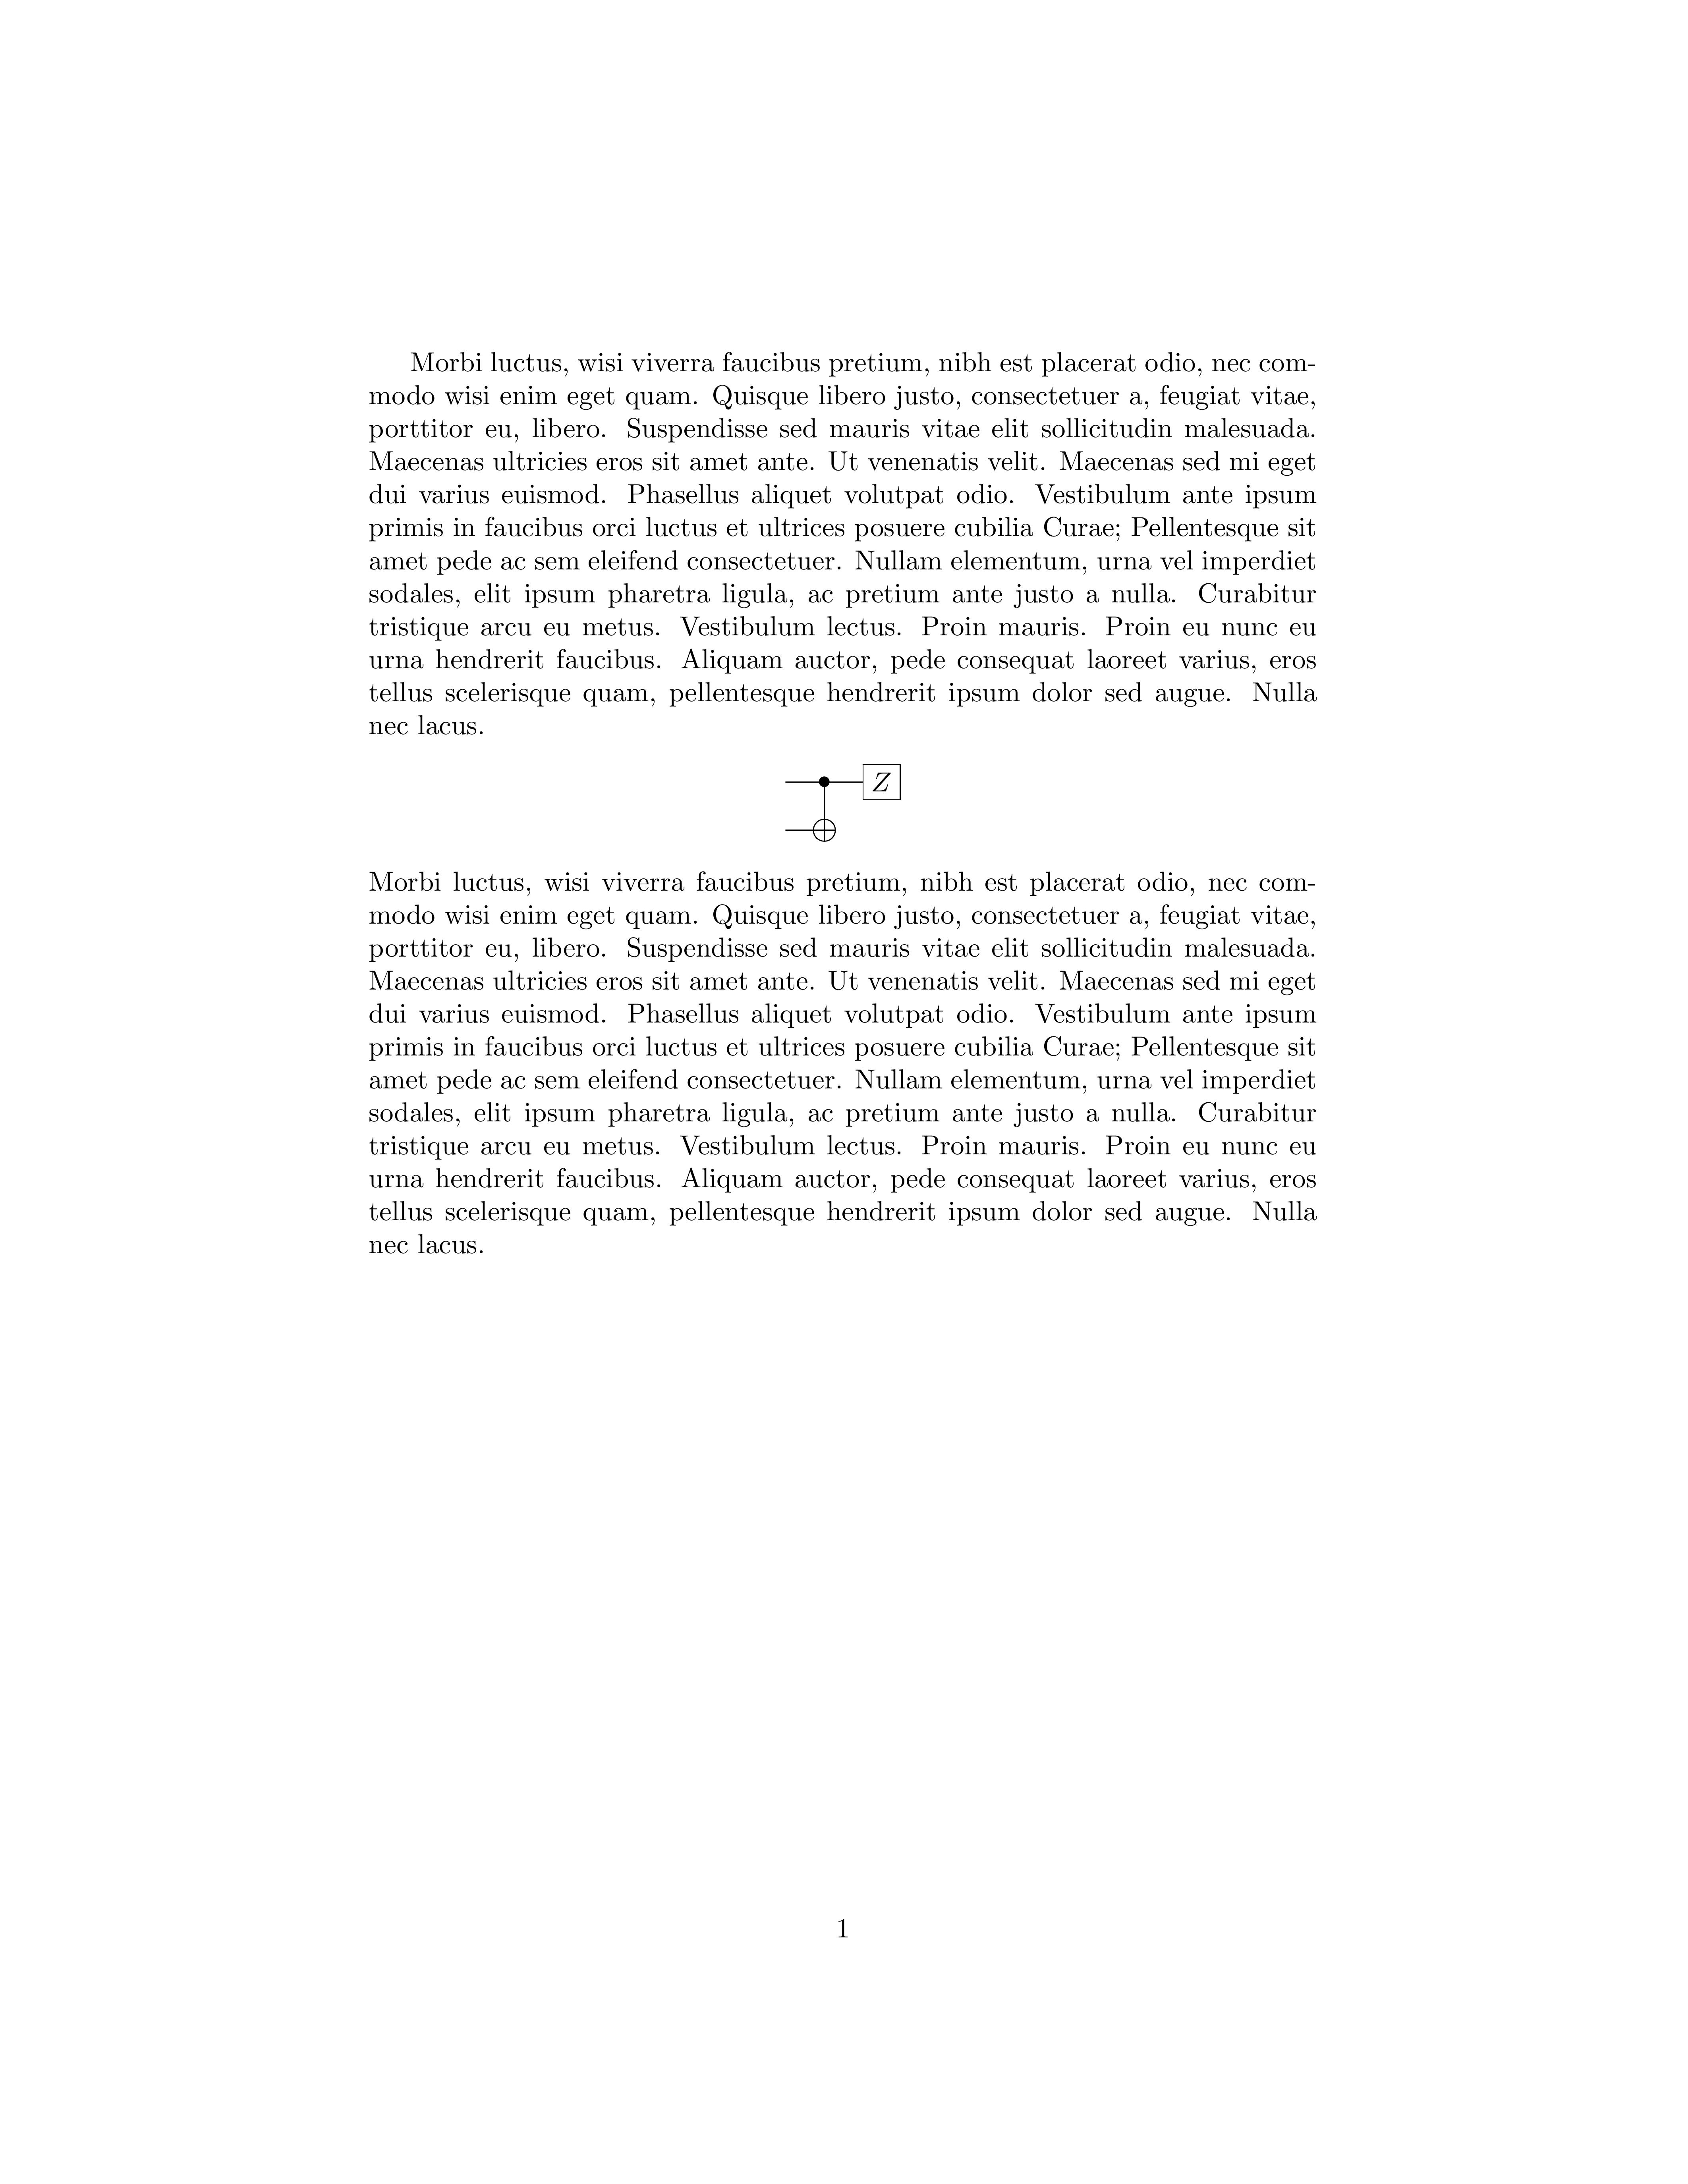 Morbi luctus, wisi viverra faucibus pretium, nibh est placerat odio, nec com-
modo wisi enim eget quam. Quisque libero justo, consectetuer a, feugiat vitae,
porttitor eu, libero. Suspendisse sed mauris vitae elit sollicitudin malesuada.
Maecenas ultricies eros sit amet ante. Ut venenatis velit. Maecenas sed mi eget
dui varius euismod. Phasellus aliquet volutpat odio. Vestibulum ante ipsum
primis in faucibus orci luctus et ultrices posuere cubilia Curae; Pellentesque sit
amet pede ac sem eleifend consectetuer. Nullam elementum, urna vel imperdiet
sodales, elit ipsum pharetra ligula, ac pretium ante justo a nulla. Curabitur
tristique arcu eu metus. Vestibulum lectus. Proin mauris. Proin eu nunc eu
urna hendrerit faucibus. Aliquam auctor, pede consequat laoreet varius, eros
tellus scelerisque quam, pellentesque hendrerit ipsum dolor sed augue. Nulla
nec lacus.
Z
Morbi luctus, wisi viverra faucibus pretium, nibh est placerat odio, nec com-
modo wisi enim eget quam. Quisque libero justo, consectetuer a, feugiat vitae,
porttitor eu, libero. Suspendisse sed mauris vitae elit sollicitudin malesuada.
Maecenas ultricies eros sit amet ante. Ut venenatis velit. Maecenas sed mi eget
dui varius euismod. Phasellus aliquet volutpat odio. Vestibulum ante ipsum
primis in faucibus orci luctus et ultrices posuere cubilia Curae; Pellentesque sit
amet pede ac sem eleifend consectetuer. Nullam elementum, urna vel imperdiet
sodales, elit ipsum pharetra ligula, ac pretium ante justo a nulla. Curabitur
tristique arcu eu metus. Vestibulum lectus. Proin mauris. Proin eu nunc eu
urna hendrerit faucibus. Aliquam auctor, pede consequat laoreet varius, eros
tellus scelerisque quam, pellentesque hendrerit ipsum dolor sed augue. Nulla
nec lacus.
1